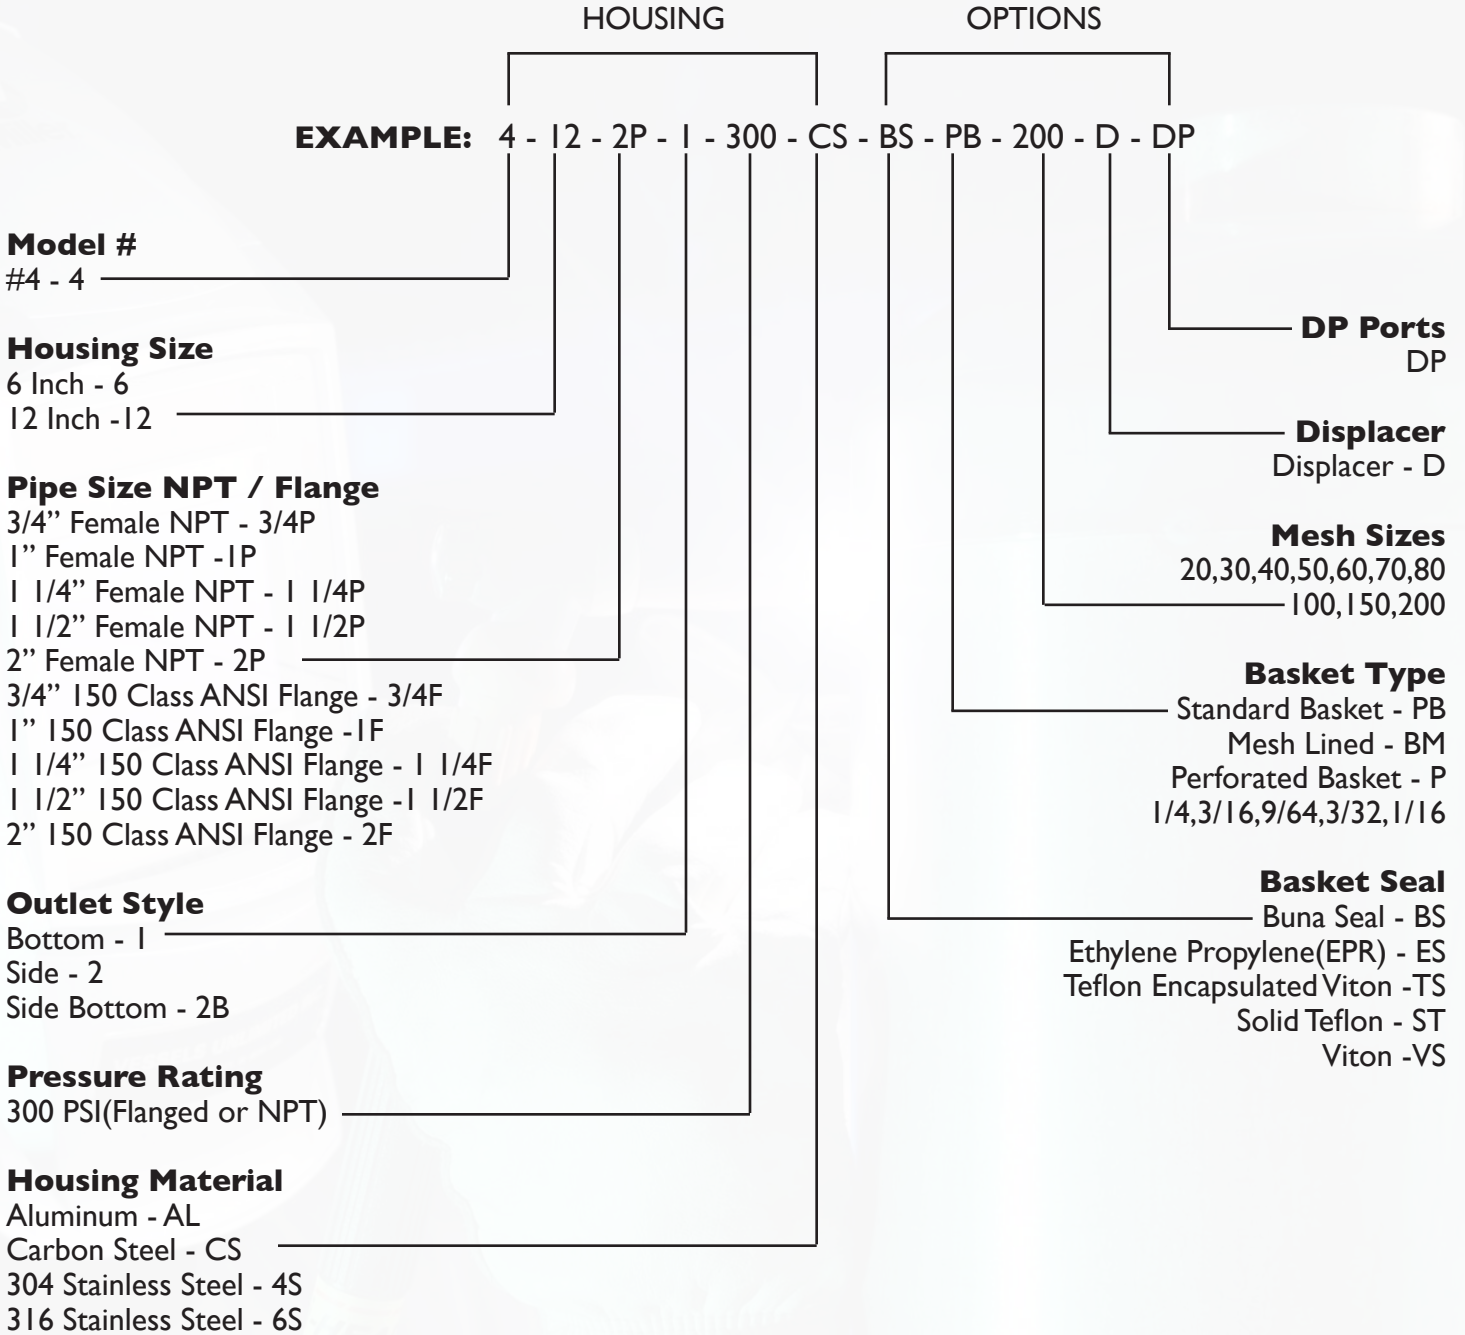 HOUSING
OPTIONS
EXAMPLE: 4 - 12 - 2P - 1 - 300 - CS - BS - PB - 200 - D - DP
Model #
#4 - 4
Housing Size
6 Inch - 6
12 Inch -12
Pipe Size NPT / Flange
3/4” Female NPT - 3/4P
1” Female NPT -1P
1 1/4” Female NPT - 1 1/4P
1 1/2” Female NPT - 1 1/2P
2” Female NPT - 2P
3/4” 150 Class ANSI Flange - 3/4F
1” 150 Class ANSI Flange -1F
1 1/4” 150 Class ANSI Flange - 1 1/4F
1 1/2” 150 Class ANSI Flange -1 1/2F
2” 150 Class ANSI Flange - 2F
Outlet Style
Bottom - 1
Side - 2
Side Bottom - 2B
Pressure Rating
300 PSI(Flanged or NPT)
Housing Material
Aluminum - AL
Carbon Steel - CS
304 Stainless Steel - 4S
316 Stainless Steel - 6S
DP Ports
DP
Displacer
Displacer - D
Mesh Sizes
20,30,40,50,60,70,80
100,150,200
Basket Type
Standard Basket - PB
Mesh Lined - BM
Perforated Basket - P
1/4,3/16,9/64,3/32,1/16
Basket Seal
Buna Seal - BS
Ethylene Propylene(EPR) - ES
Teflon Encapsulated Viton -TS
Solid Teflon - ST
Viton -VS